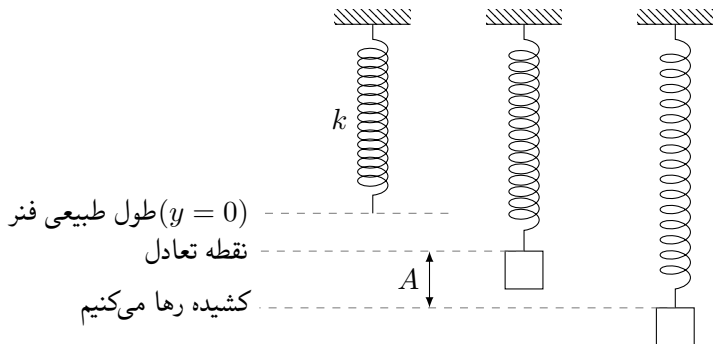 k
طول طبیعی فنر (y = 0)
نقطه تعادل
A
کشیده رها می‌کنیم